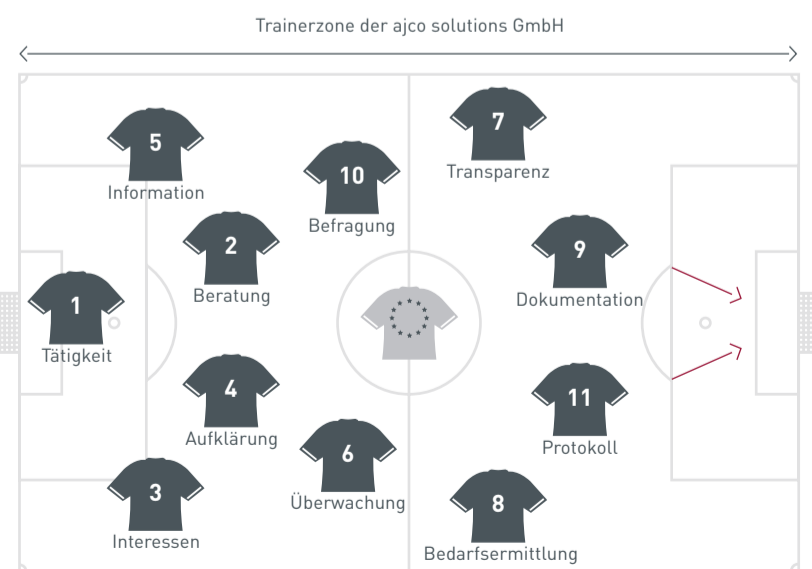 Trainerzone der ajco solutions GmbH
7
Transparenz
5
Information
10
Befragung
2
Beratung
9
Dokumentation
1
Tätigkeit
4
Aufklärung
11
Protokoll
6
Überwachung
3
Interessen
8
Bedarfsermittlung